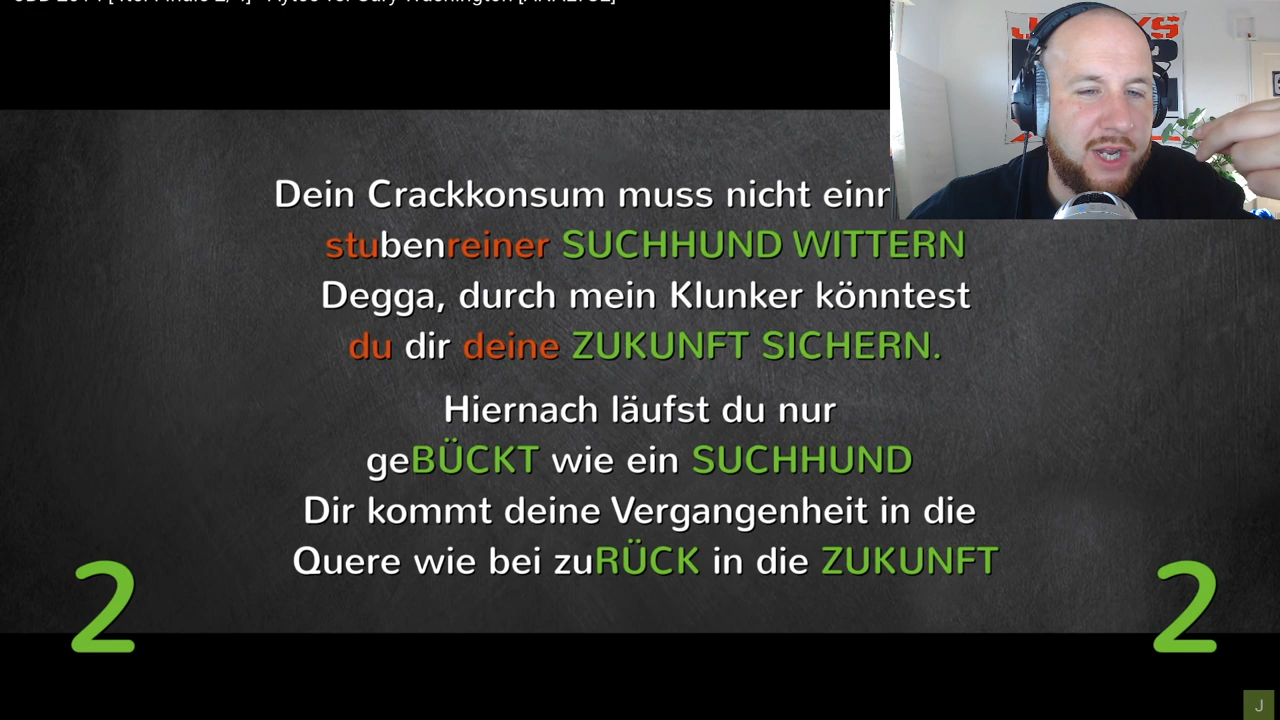 Dein Crackkonsum muss nicht
stubenreiner SUCHHUND WITTERN
Degga, durch mein Klunker könntest
du dir deine ZUKUNFT SICHERN.
Hiernach läufst du nur
geBÜCKT wie ein SUCHHUND
Dir kommt deine Vergangenheit in die
Quere wie bei zuRÜCK in die ZUKUNFT
2 2
J